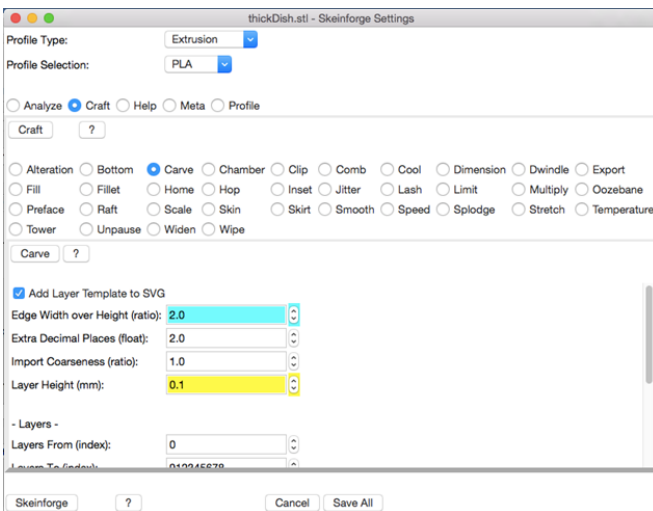 thickDish.stl - Skeinforge Settings
Profile Type: Extrusion
Profile Selection: PLA
Analyze Craft Help Meta Profile
Craft ?
Alteration Bottom Carve Chamber Clip Comb Cool Dimension Dwindle Export
Fill Fillet Home Hop Inset Jitter Lash Limit Multiply Oozebane
Preface Raft Scale Skin Skirt Smooth Speed Splodge Stretch Temperature
Tower Unpause Widen Wipe
Carve ?
Add Layer Template to SVG
Edge Width over Height (ratio): 2.0
Extra Decimal Places (float): 2.0
Import Coarseness (ratio): 1.0
Layer Height (mm): 0.1
- Layers -
Layers From (index): 0
Layers To (index): 912345678
Skeinforge ? Cancel Save All